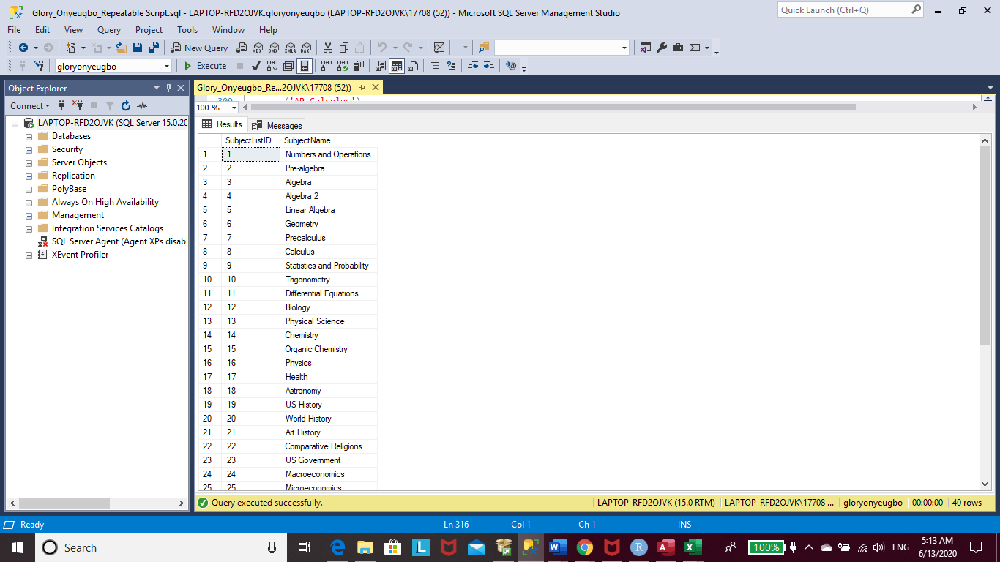 Glory_Onyeugbo_Repeatable Script.sql - LAPTOP-RFD2OJVK.gloryonyeugbo (LAPTOP-RFD2OJVK\17708 (52)) - Microsoft SQL Server Management Studio
Quick Launch (Ctrl+Q)
File Edit View Query Project Tools Window Help
New Query MDX DMX XMLA DAX
gloryonyeugbo Execute
Object Explorer
Glory_Onyeugbo_Re...2OJVK\17708 (52))
309 ('AP Calculus')
Connect
100 %
LAPTOP-RFD2OJVK (SQL Server 15.0.20
Databases
Security
Server Objects
Replication
PolyBase
Always On High Availability
Management
Integration Services Catalogs
SQL Server Agent (Agent XPs disabl
XEvent Profiler
Results Messages
SubjectListID SubjectName
1 1 Numbers and Operations
2 2 Pre-algebra
3 3 Algebra
4 4 Algebra 2
5 5 Linear Algebra
6 6 Geometry
7 7 Precalculus
8 8 Calculus
9 9 Statistics and Probability
10 10 Trigonometry
11 11 Differential Equations
12 12 Biology
13 13 Physical Science
14 14 Chemistry
15 15 Organic Chemistry
16 16 Physics
17 17 Health
18 18 Astronomy
19 19 US History
20 20 World History
21 21 Art History
22 22 Comparative Religions
23 23 US Government
24 24 Macroeconomics
25 25 Microeconomics
Query executed successfully. LAPTOP-RFD2OJVK (15.0 RTM) LAPTOP-RFD2OJVK\17708 ... gloryonyeugbo 00:00:00 40 rows
Ready Ln 316 Col 1 Ch 1 INS
Search
100% ENG
5:13 AM
6/13/2020